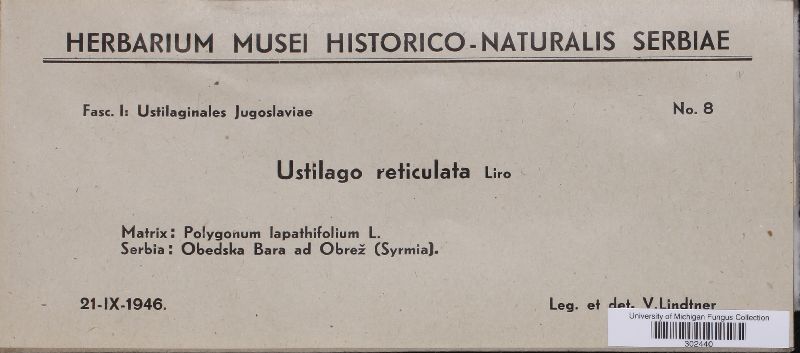 HERBARIUM MUSEI HISTORICO-NATURALIS SERBIAE
Fasc. I: Ustilaginales Jugoslaviae No. 8
Ustilago reticulata Liro
Matrix: Polygonum lapathifolium L.
Serbia: Obedska Bara ad Obrež (Syrmia).
21-IX-1946. Leg. et det. V. Lindtner
University of Michigan Fungus Collection
302440